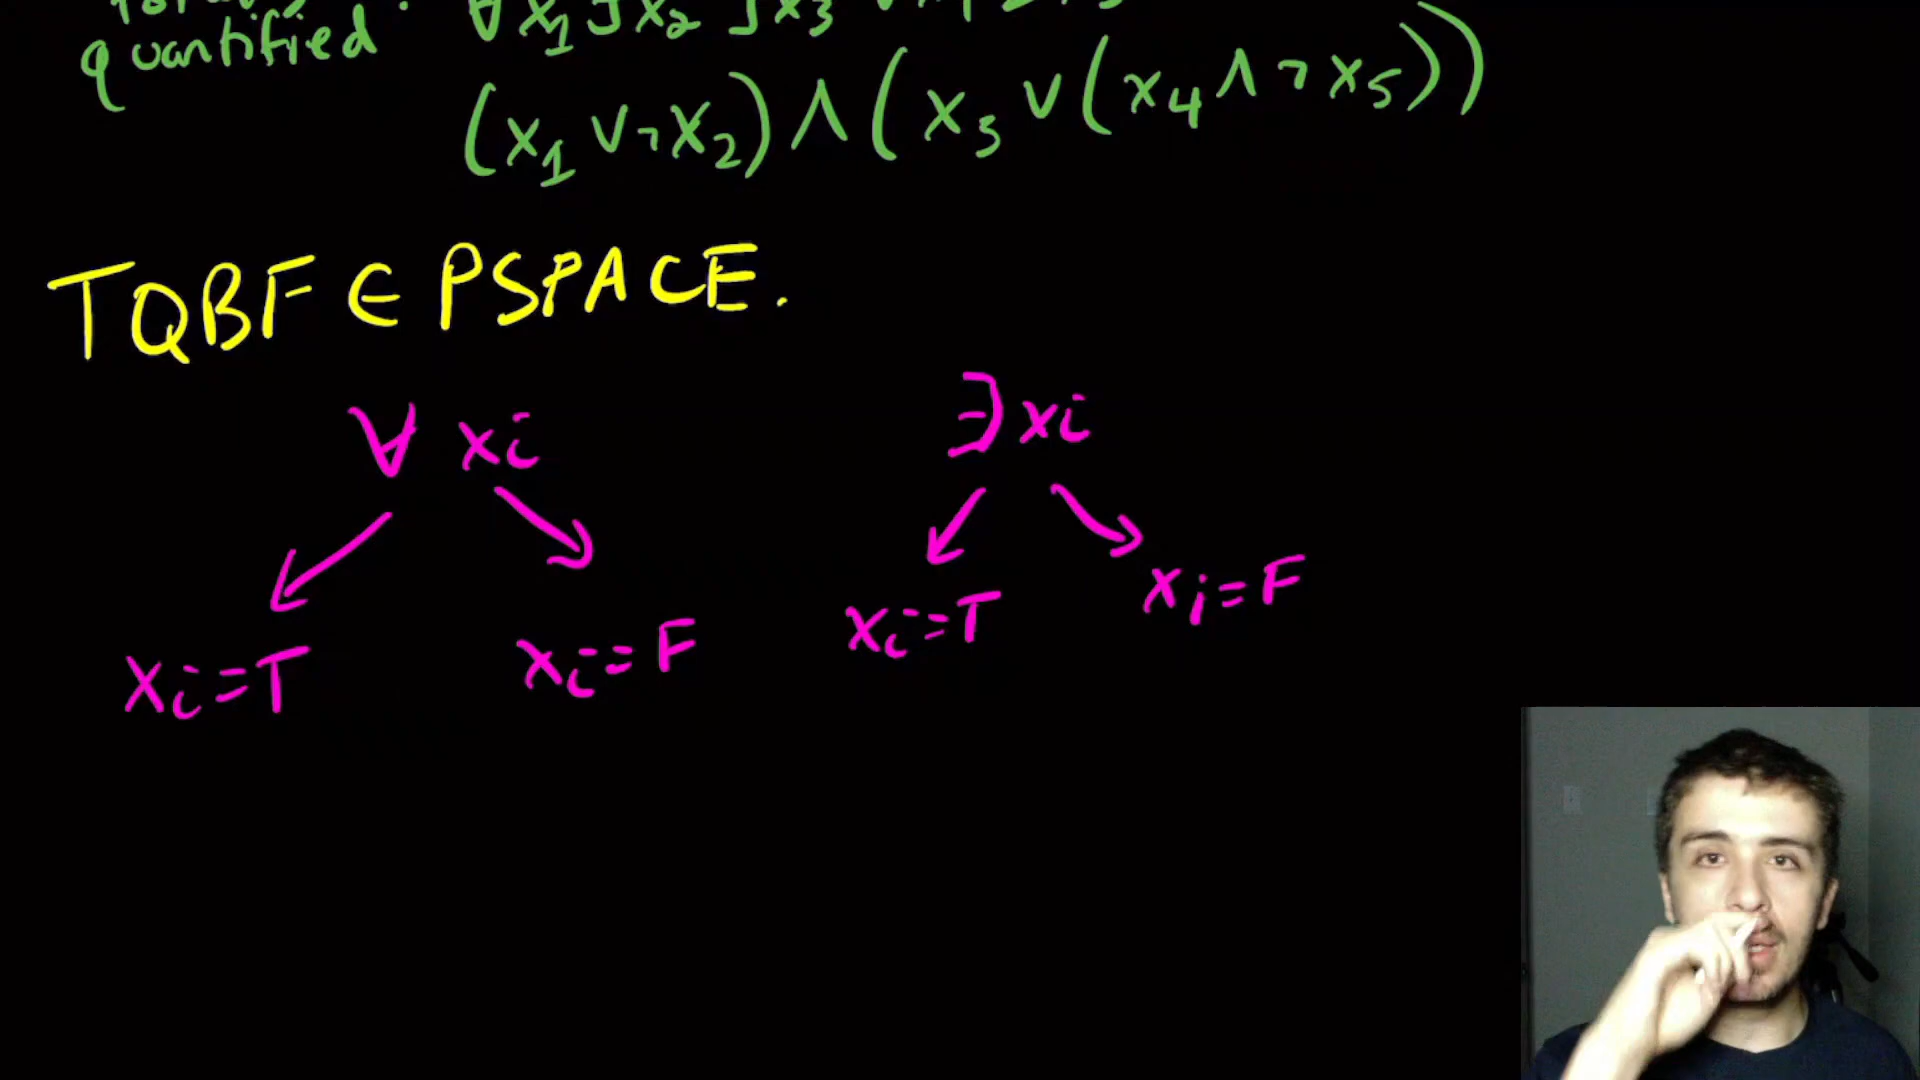 quantified: ∀x₁∃x₂∃x₃
(x₁∨¬x₂)∧(x₃∨(x₄∧¬x₅))
TQBF∈PSPACE.
∀xi ∃xi
xi=T xi=F xi=T xi=F